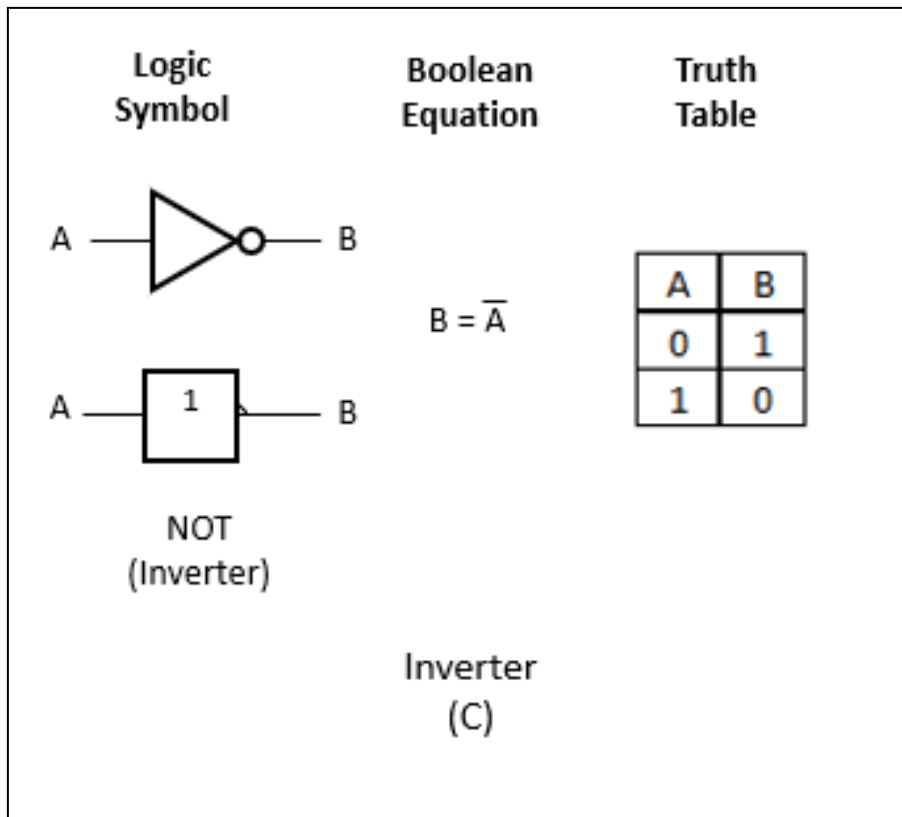 Logic
Symbol
Boolean
Equation
Truth
Table
A
B
B = A̅
A B
0 1
1 0
A
1
B
NOT
(Inverter)
Inverter
(C)